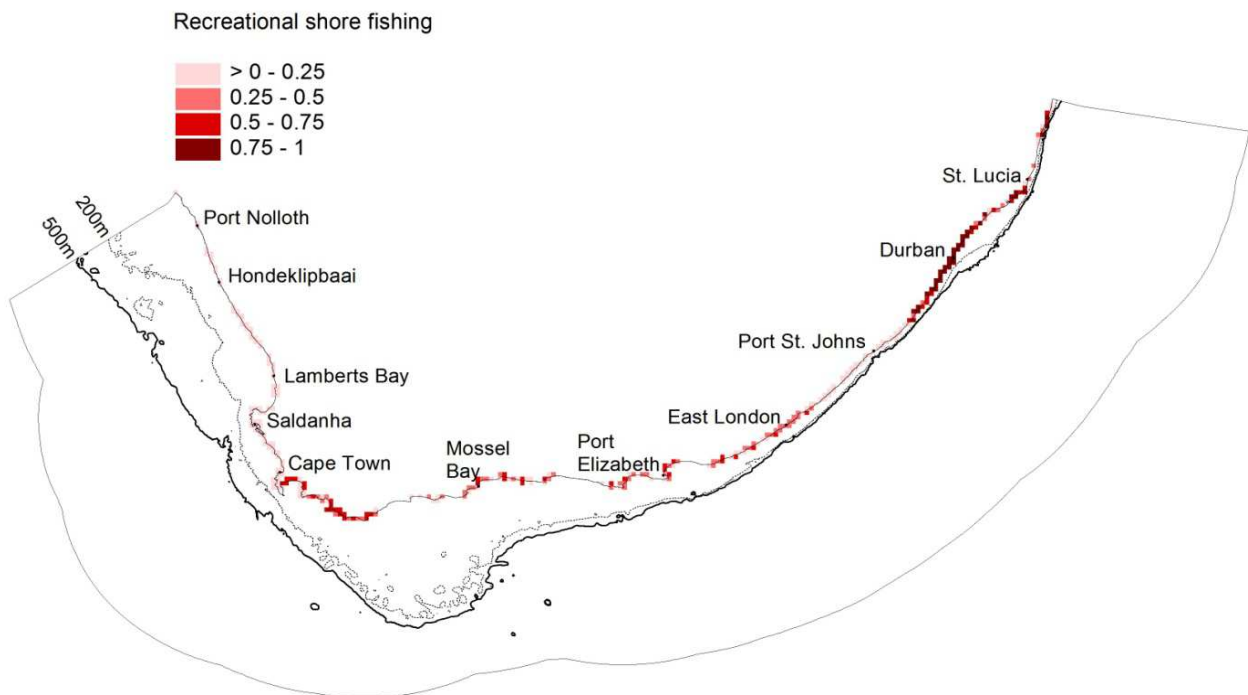 Recreational shore fishing
> 0 - 0.25
0.25 - 0.5
0.5 - 0.75
0.75 - 1
200m
500m
Port Nolloth
Hondeklipbaai
Lamberts Bay
Saldanha
Cape Town
Mossel
Bay
Port
Elizabeth
East London
Port St. Johns
Durban
St. Lucia